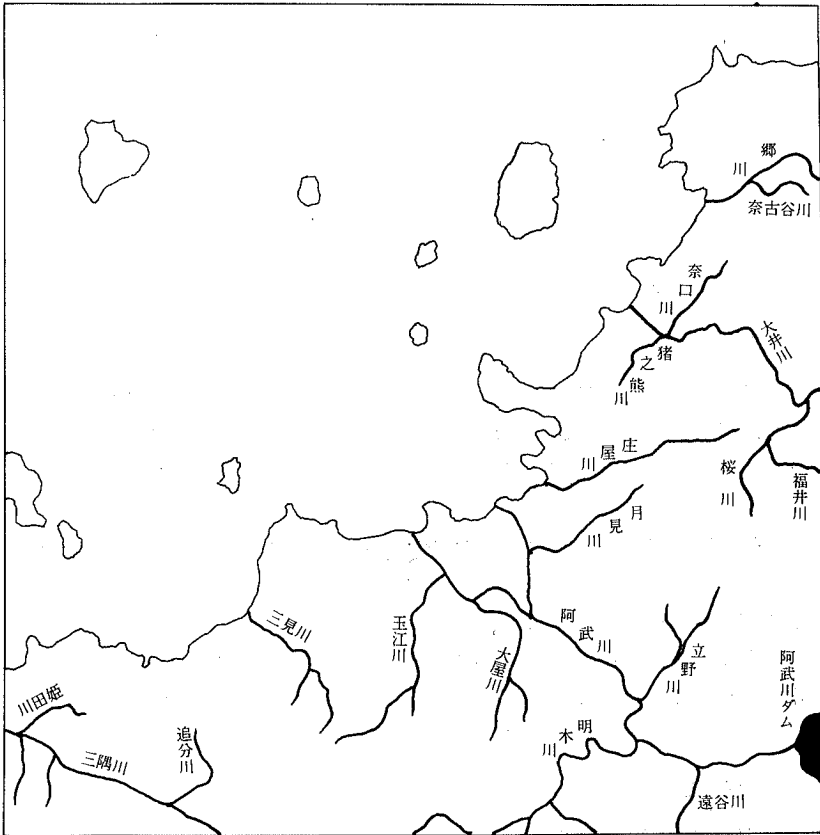 郷川
奈古谷川
奈口川
大井川
猪之熊川
庄屋川
桜川
福井川
月見川
三見川
玉江川
大屋川
阿武川
立野川
阿武川ダム
姫田川
追分川
三隅川
明木川
遠谷川